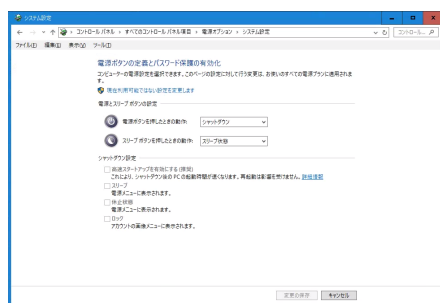 システム設定
コントロール パネル › すべてのコントロール パネル項目 › 電源オプション › システム設定
コントロール... 
ファイル(F) 編集(E) 表示(V) ツール(T)
電源ボタンの定義とパスワード保護の有効化
コンピューターの電源設定を選択できます。このページの設定に対して行う変更は、お使いのすべての電源プランに適用されます。
現在利用可能ではない設定を変更します
電源とスリープ ボタンの設定
電源ボタンを押したときの動作: シャットダウン
スリープ ボタンを押したときの動作: スリープ状態
シャットダウン設定
高速スタートアップを有効にする (推奨)
これにより、シャットダウン後の PC の起動時間が速くなります。再起動は影響を受けません。詳細情報
スリープ
電源メニューに表示されます。
休止状態
電源メニューに表示されます。
ロック
アカウントの画像メニューに表示されます。
変更の保存 キャンセル